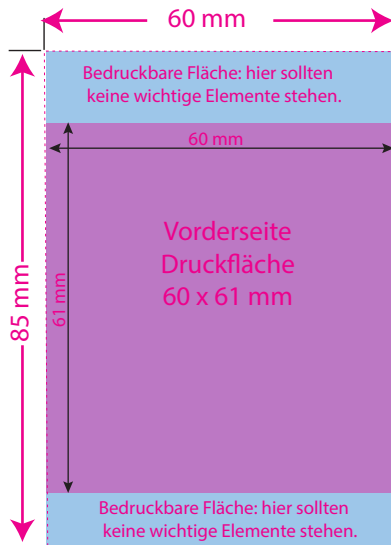 60 mm
Bedruckbare Fläche: hier sollten
keine wichtige Elemente stehen.
60 mm
Vorderseite
Druckfläche
60 x 61 mm
61 mm
85 mm
Bedruckbare Fläche: hier sollten
keine wichtige Elemente stehen.